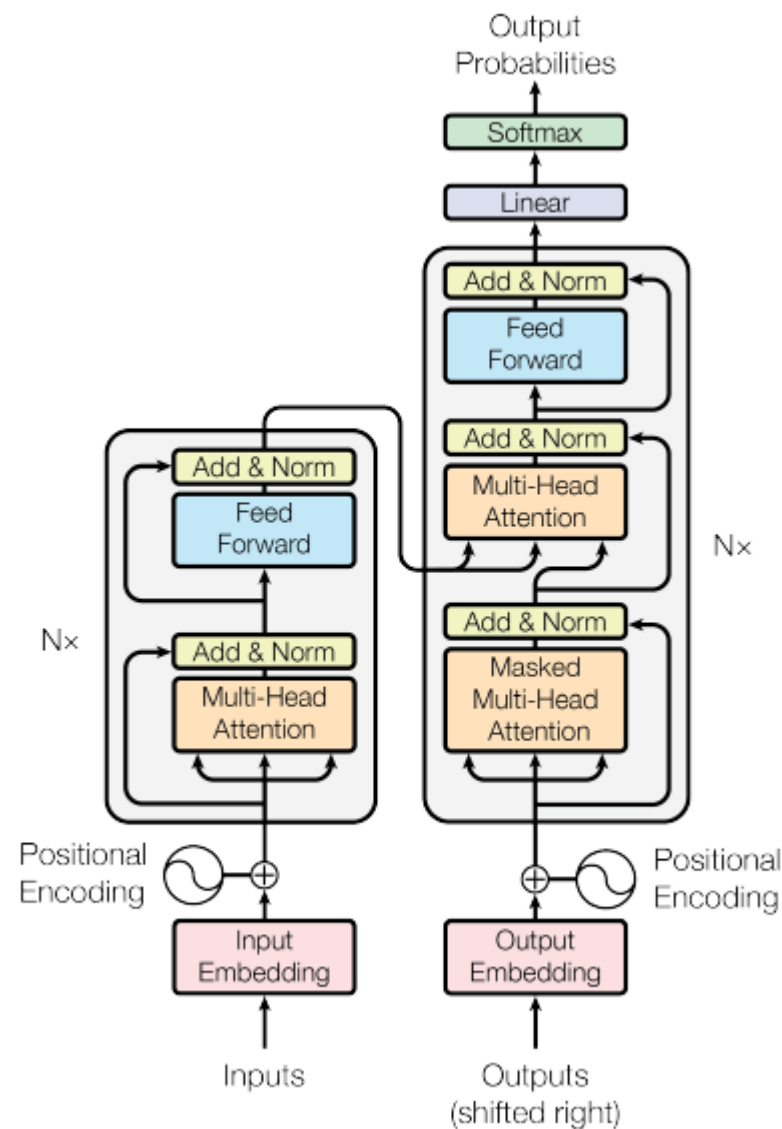 Output
Probabilities
Softmax
Linear
Add & Norm
Feed
Forward
Add & Norm
Multi-Head
Attention
Add & Norm
Masked
Multi-Head
Attention
N×
Add & Norm
Feed
Forward
Add & Norm
Multi-Head
Attention
N×
Positional
Encoding
Positional
Encoding
Input
Embedding
Output
Embedding
Inputs
Outputs
(shifted right)